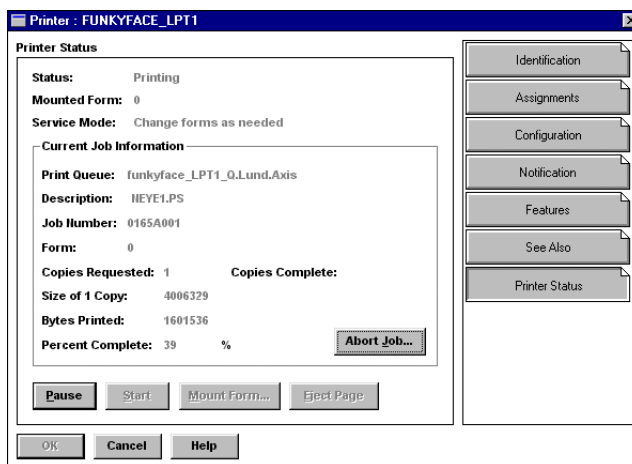 Printer : FUNKYFACE_LPT1
Printer Status
Status: Printing
Mounted Form: 0
Service Mode: Change forms as needed
Current Job Information
Print Queue: funkyface_LPT1_Q.Lund.Axis
Description: NEYE1.PS
Job Number: 0165A001
Form: 0
Copies Requested: 1 Copies Complete:
Size of 1 Copy: 4006329
Bytes Printed: 1601536
Percent Complete: 39 %
Abort Job...
Pause Start Mount Form... Eject Page
OK Cancel Help
Identification
Assignments
Configuration
Notification
Features
See Also
Printer Status